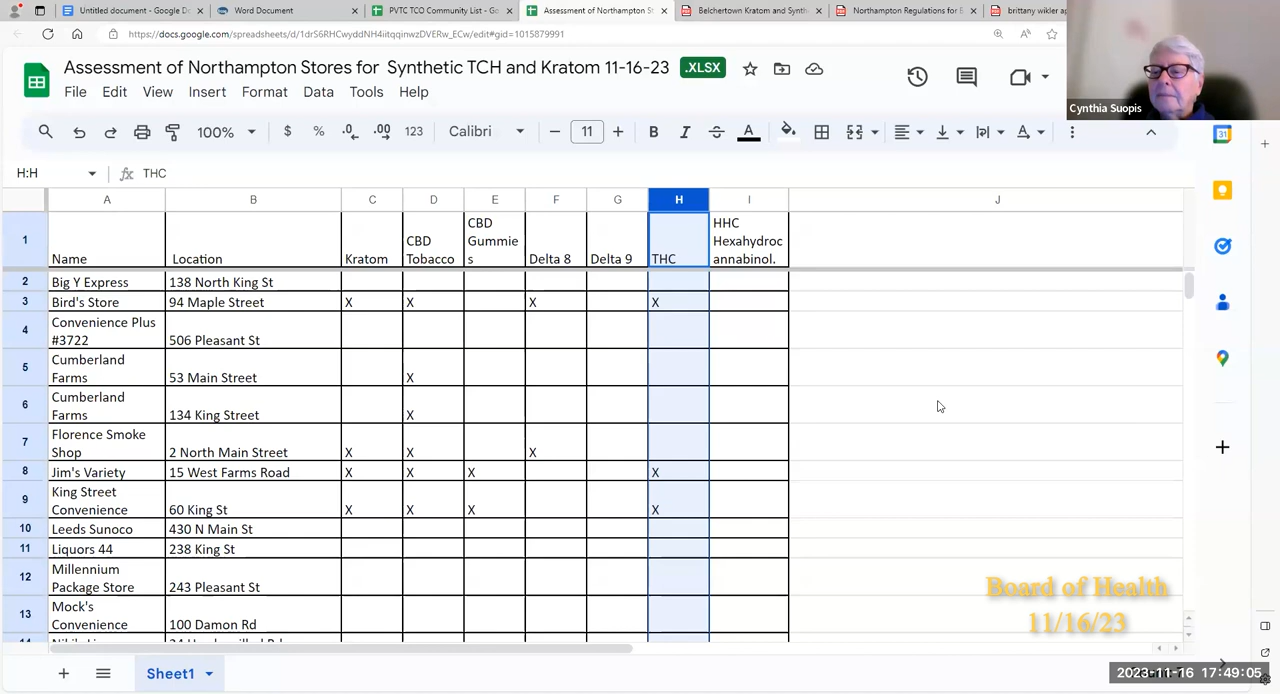 Untitled document - Google Do
Word Document
PVTC TCO Community List - Go
Assessment of Northampton St
Belchertown Kratom and Synthe
Northampton Regulations for E
brittany wikler ap
https://docs.google.com/spreadsheets/d/1drS6RHCwyddNH4iitqqinwzDVERw_ECw/edit#gid=1015879991
Assessment of Northampton Stores for Synthetic TCH and Kratom 11-16-23 .XLSX
File Edit View Insert Format Data Tools Help
100% $ % .0 .00 123 Calibri 11 B I A
H:H fx THC
A B C D E F G H I J
1 Name Location Kratom CBD Tobacco CBD Gummies Delta 8 Delta 9 THC HHC Hexahydrocannabinol.
2 Big Y Express 138 North King St
3 Bird's Store 94 Maple Street X X X X
4 Convenience Plus #3722 506 Pleasant St
5 Cumberland Farms 53 Main Street X
6 Cumberland Farms 134 King Street X
7 Florence Smoke Shop 2 North Main Street X X X
8 Jim's Variety 15 West Farms Road X X X X
9 King Street Convenience 60 King St X X X X
10 Leeds Sunoco 430 N Main St
11 Liquors 44 238 King St
12 Millennium Package Store 243 Pleasant St
13 Mock's Convenience 100 Damon Rd
Sheet1
Cynthia Suopis
31
Board of Health
11/16/23
2023-11-16 17:49:05